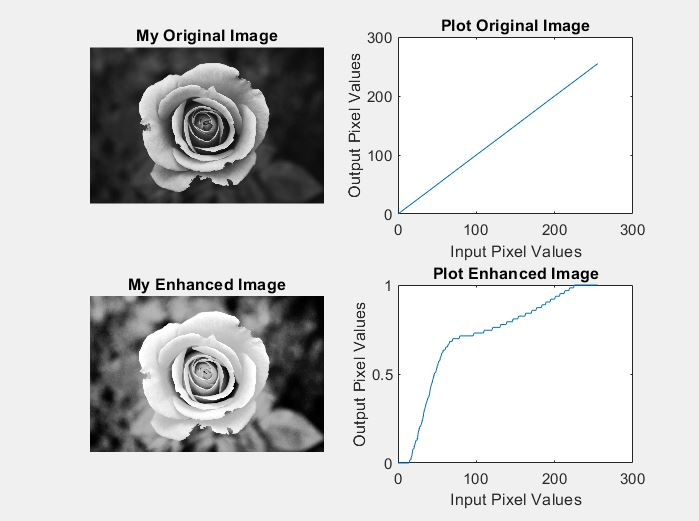 My Original Image
Plot Original Image
300
200
100
0
Output Pixel Values
0 100 200 300
Input Pixel Values
My Enhanced Image
Plot Enhanced Image
1
0.5
0
Output Pixel Values
0 100 200 300
Input Pixel Values